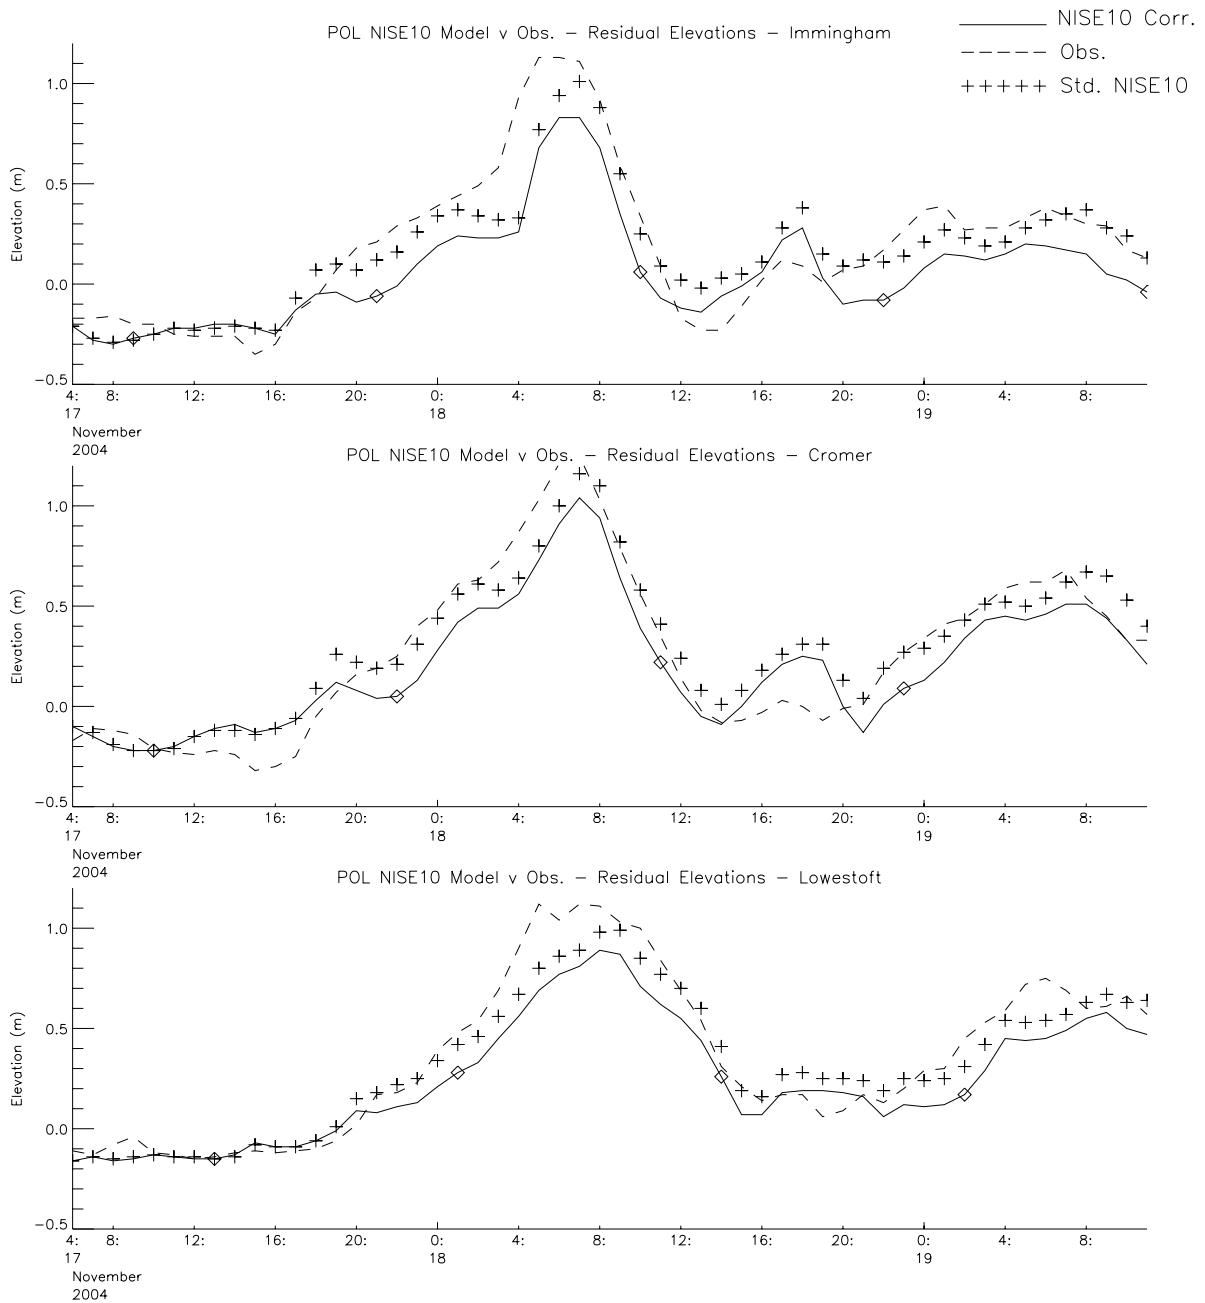 NISE10 Corr.
Obs.
+++++ Std. NISE10
POL NISE10 Model v Obs. – Residual Elevations – Immingham
Elevation (m)
1.0
0.5
0.0
−0.5
4: 8: 12: 16: 20: 0: 4: 8: 12: 16: 20: 0: 4: 8:
17 18 19
November
2004
POL NISE10 Model v Obs. – Residual Elevations – Cromer
Elevation (m)
1.0
0.5
0.0
−0.5
4: 8: 12: 16: 20: 0: 4: 8: 12: 16: 20: 0: 4: 8:
17 18 19
November
2004
POL NISE10 Model v Obs. – Residual Elevations – Lowestoft
Elevation (m)
1.0
0.5
0.0
−0.5
4: 8: 12: 16: 20: 0: 4: 8: 12: 16: 20: 0: 4: 8:
17 18 19
November
2004